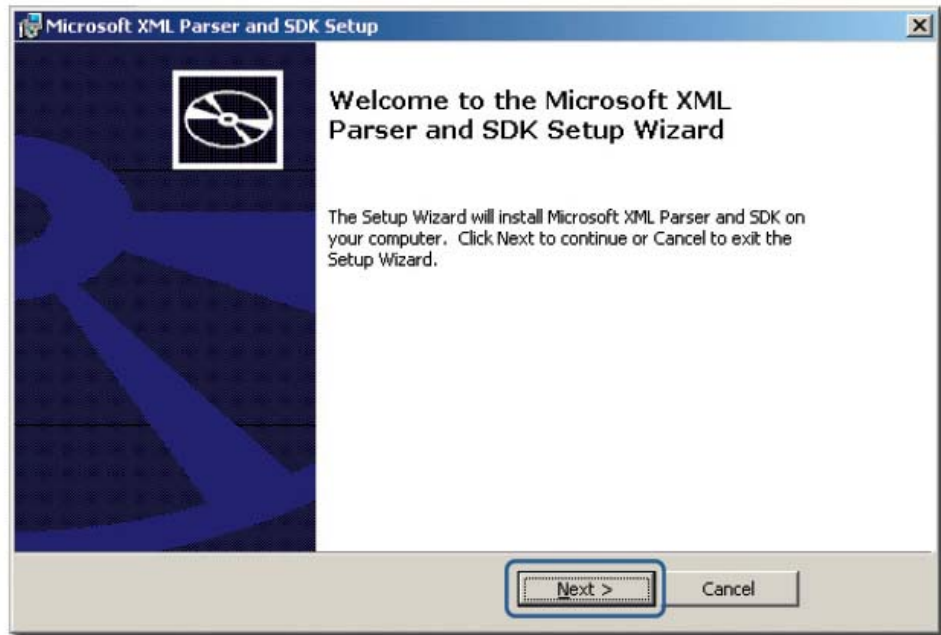 Microsoft XML Parser and SDK Setup
Welcome to the Microsoft XML
Parser and SDK Setup Wizard
The Setup Wizard will install Microsoft XML Parser and SDK on
your computer. Click Next to continue or Cancel to exit the
Setup Wizard.
Next >
Cancel